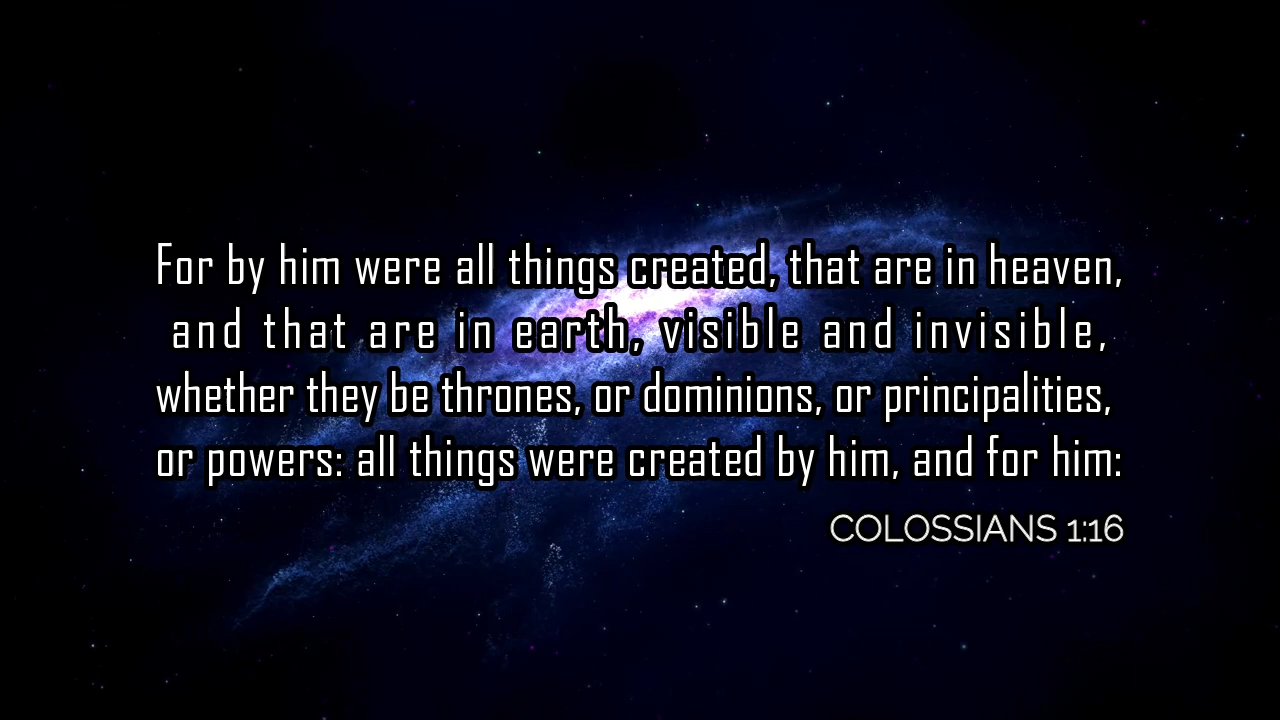 For by him were all things created, that are in heaven,
and that are in earth, visible and invisible,
whether they be thrones, or dominions, or principalities,
or powers: all things were created by him, and for him:
COLOSSIANS 1:16